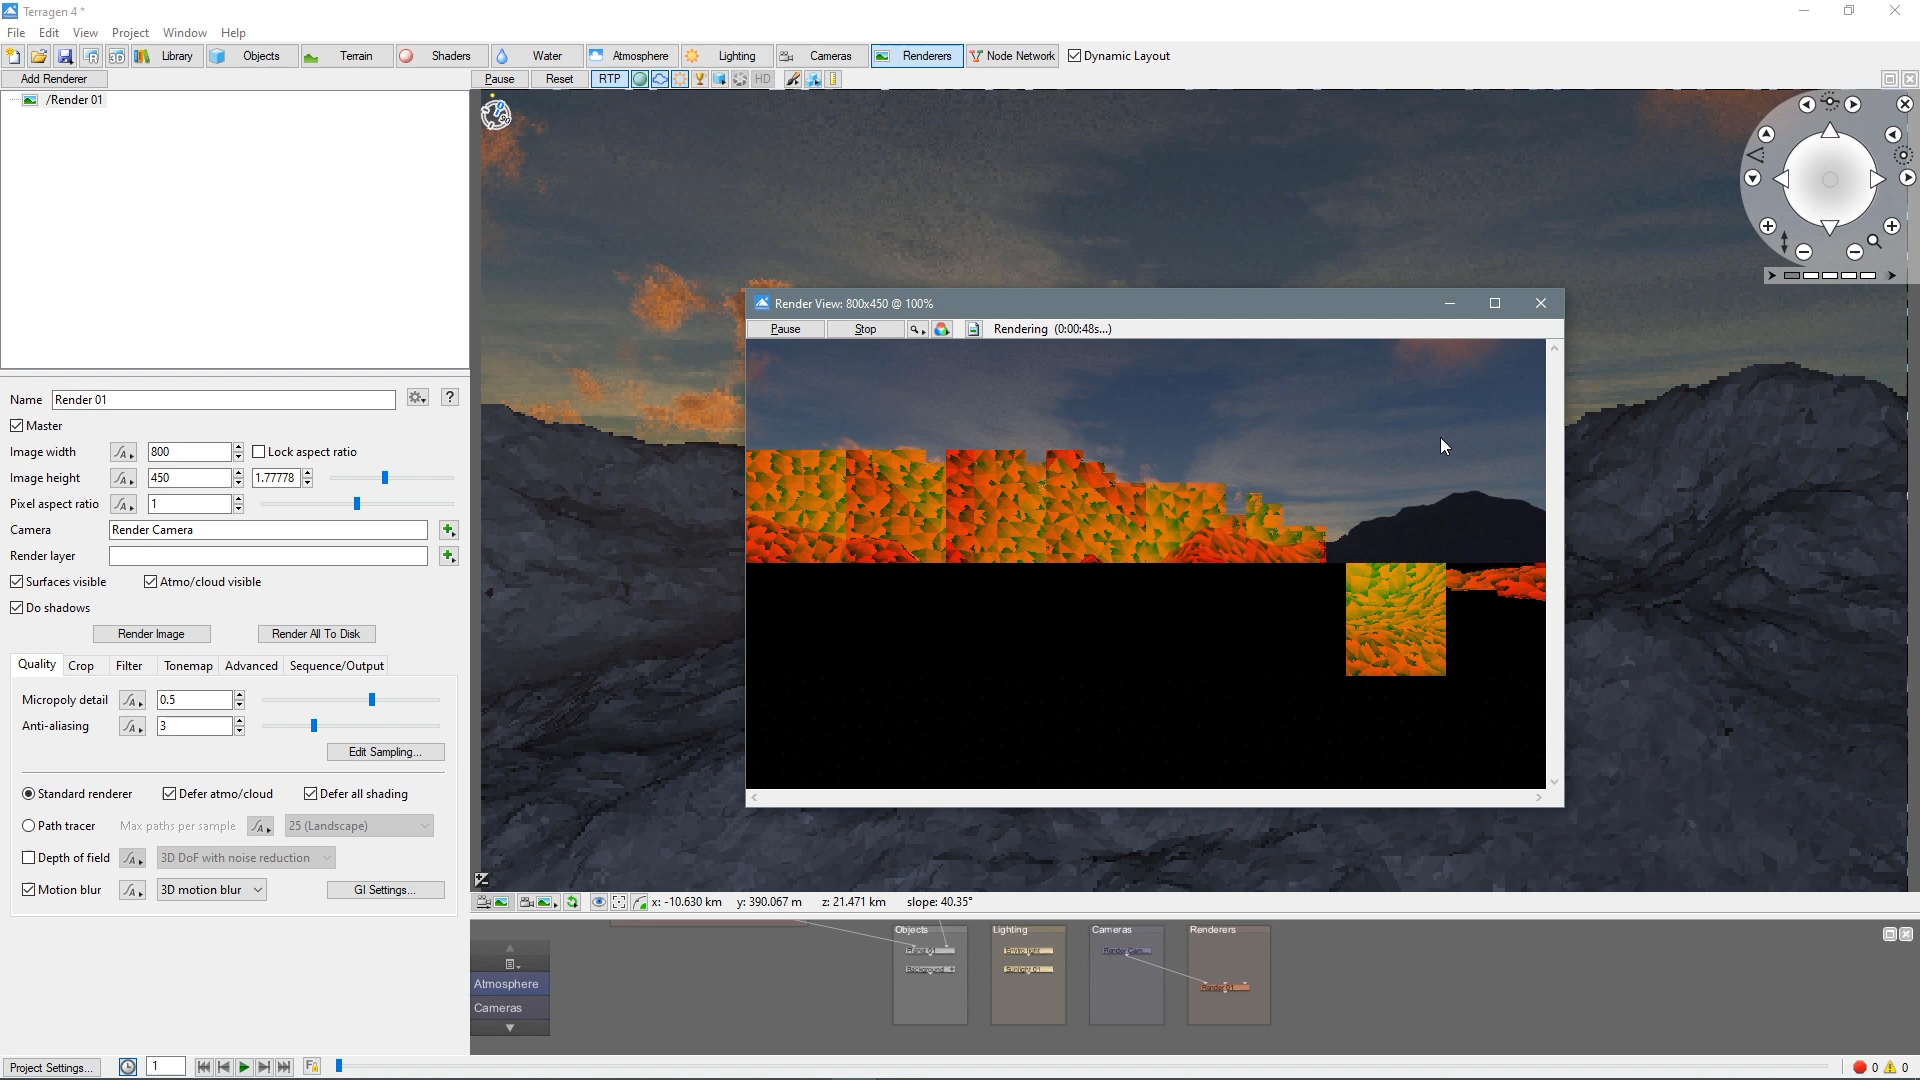 Terragen 4 *
File Edit View Project Window Help
Library Objects Terrain Shaders Water Atmosphere Lighting Cameras Renderers Node Network Dynamic Layout
Add Renderer Pause Reset RTP HD
/Render 01
Render View: 800x450 @ 100%
Pause Stop Rendering (0:00:48s...)
Name Render 01 ?
Master
Image width 800 Lock aspect ratio
Image height 450 1.77778
Pixel aspect ratio 1
Camera Render Camera
Render layer
Surfaces visible Atmo/cloud visible
Do shadows
Render Image Render All To Disk
Quality Crop Filter Tonemap Advanced Sequence/Output
Micropoly detail 0.5
Anti-aliasing 3
Edit Sampling...
Standard renderer Defer atmo/cloud Defer all shading
Path tracer Max paths per sample 25 (Landscape)
Depth of field 3D DoF with noise reduction
Motion blur 3D motion blur GI Settings...
x: -10.630 km y: 390.067 m z: 21.471 km slope: 40.35°
Objects Lighting Cameras Renderers
Render Cam...
Background
Sunlight 01
Render 01
Atmosphere
Cameras
Project Settings... 1 0 0